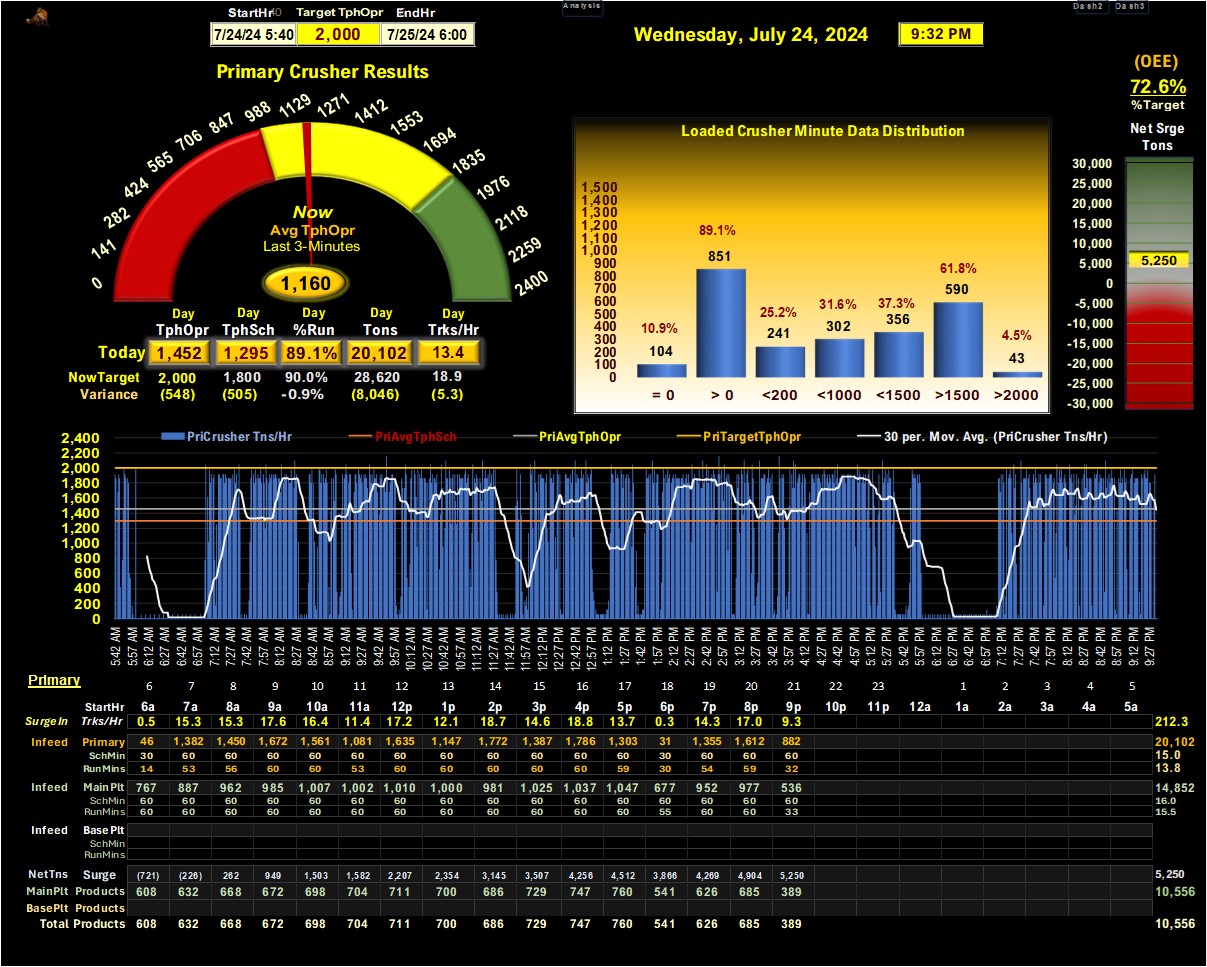 Analysis
Dash2 Dash3
StartHr Target TphOpr EndHr
7/24/24 5:40 2,000 7/25/24 6:00
Wednesday, July 24, 2024 9:32 PM
(OEE)
72.6%
%Target
Net Srge
Tons
30,000
25,000
20,000
15,000
10,000
5,250
5,000
0
-5,000
-10,000
-15,000
-20,000
-25,000
-30,000
Primary Crusher Results
0 141 282 424 565 706 847 988 1129 1271 1412 1553 1694 1835 1976 2118 2259 2400
Now
Avg TphOpr
Last 3-Minutes
1,160
Day Day Day Day Day
TphOpr TphSch %Run Tons Trks/Hr
Today 1,452 1,295 89.1% 20,102 13.4
NowTarget 2,000 1,800 90.0% 28,620 18.9
Variance (548) (505) -0.9% (8,046) (5.3)
Loaded Crusher Minute Data Distribution
1,500
1,400
1,300
1,200
1,100
1,000
900
800
700
600
500
400
300
200
100
0
10.9% 89.1% 25.2% 31.6% 37.3% 61.8% 4.5%
104 851 241 302 356 590 43
= 0 > 0 <200 <1000 <1500 >1500 >2000
PriCrusher Tns/Hr PriAvgTphSch PriAvgTphOpr PriTargetTphOpr 30 per. Mov. Avg. (PriCrusher Tns/Hr)
2,400
2,200
2,000
1,800
1,600
1,400
1,200
1,000
800
600
400
200
0
5:42 AM 5:57 AM 6:12 AM 6:27 AM 6:42 AM 6:57 AM 7:12 AM 7:27 AM 7:42 AM 7:57 AM 8:12 AM 8:27 AM 8:42 AM 8:57 AM 9:12 AM 9:27 AM 9:42 AM 9:57 AM 10:12 AM 10:27 AM 10:42 AM 10:57 AM 11:12 AM 11:27 AM 11:42 AM 11:57 AM 12:12 PM 12:27 PM 12:42 PM 12:57 PM 1:12 PM 1:27 PM 1:42 PM 1:57 PM 2:12 PM 2:27 PM 2:42 PM 2:57 PM 3:12 PM 3:27 PM 3:42 PM 3:57 PM 4:12 PM 4:27 PM 4:42 PM 4:57 PM 5:12 PM 5:27 PM 5:42 PM 5:57 PM 6:12 PM 6:27 PM 6:42 PM 6:57 PM 7:12 PM 7:27 PM 7:42 PM 7:57 PM 8:12 PM 8:27 PM 8:42 PM 8:57 PM 9:12 PM 9:27 PM
Primary
6 7 8 9 10 11 12 13 14 15 16 17 18 19 20 21 22 23 1 2 3 4 5
StartHr 6a 7a 8a 9a 10a 11a 12p 1p 2p 3p 4p 5p 6p 7p 8p 9p 10p 11p 12a 1a 2a 3a 4a 5a
SurgeIn Trks/Hr 0.5 15.3 15.3 17.6 16.4 11.4 17.2 12.1 18.7 14.6 18.8 13.7 0.3 14.3 17.0 9.3 212.3
Infeed Primary 46 1,382 1,450 1,672 1,561 1,081 1,635 1,147 1,772 1,387 1,786 1,303 31 1,355 1,612 882 20,102
SchMin 30 60 60 60 60 60 60 60 60 60 60 60 30 60 60 60 15.0
RunMins 14 53 56 60 60 53 60 60 60 60 60 59 30 54 59 32 13.8
Infeed MainPlt 767 887 962 985 1,007 1,002 1,010 1,000 981 1,025 1,037 1,047 677 952 977 536 14,852
SchMin 60 60 60 60 60 60 60 60 60 60 60 60 60 60 60 60 16.0
RunMins 60 60 60 60 60 60 60 60 60 60 60 60 55 60 60 33 15.5
Infeed Base Plt
SchMin
RunMins
NetTns Surge (721) (226) 262 949 1,503 1,582 2,207 2,354 3,145 3,507 4,256 4,512 3,866 4,269 4,904 5,250 5,250
MainPlt Products 608 632 668 672 698 704 711 700 686 729 747 760 541 626 685 389 10,556
BasePlt Products
Total Products 608 632 668 672 698 704 711 700 686 729 747 760 541 626 685 389 10,556